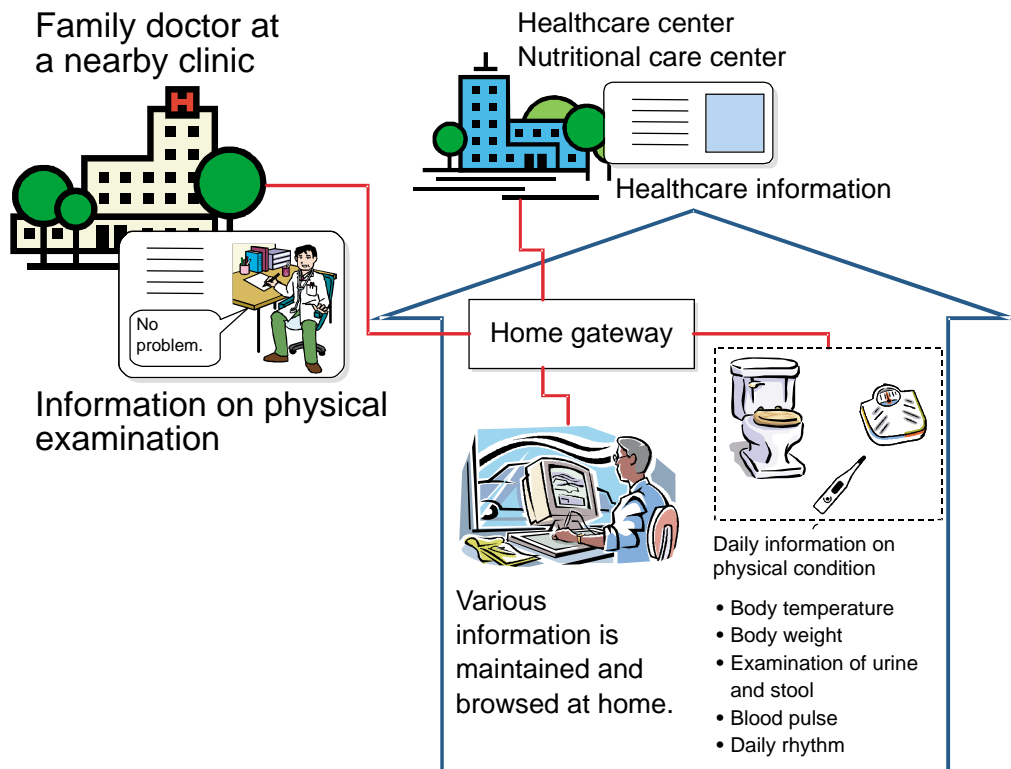 Family doctor at
a nearby clinic
H
No
problem.
Information on physical
examination
Healthcare center
Nutritional care center
Healthcare information
Home gateway
Various
information is
maintained and
browsed at home.
Daily information on
physical condition
• Body temperature
• Body weight
• Examination of urine
and stool
• Blood pulse
• Daily rhythm